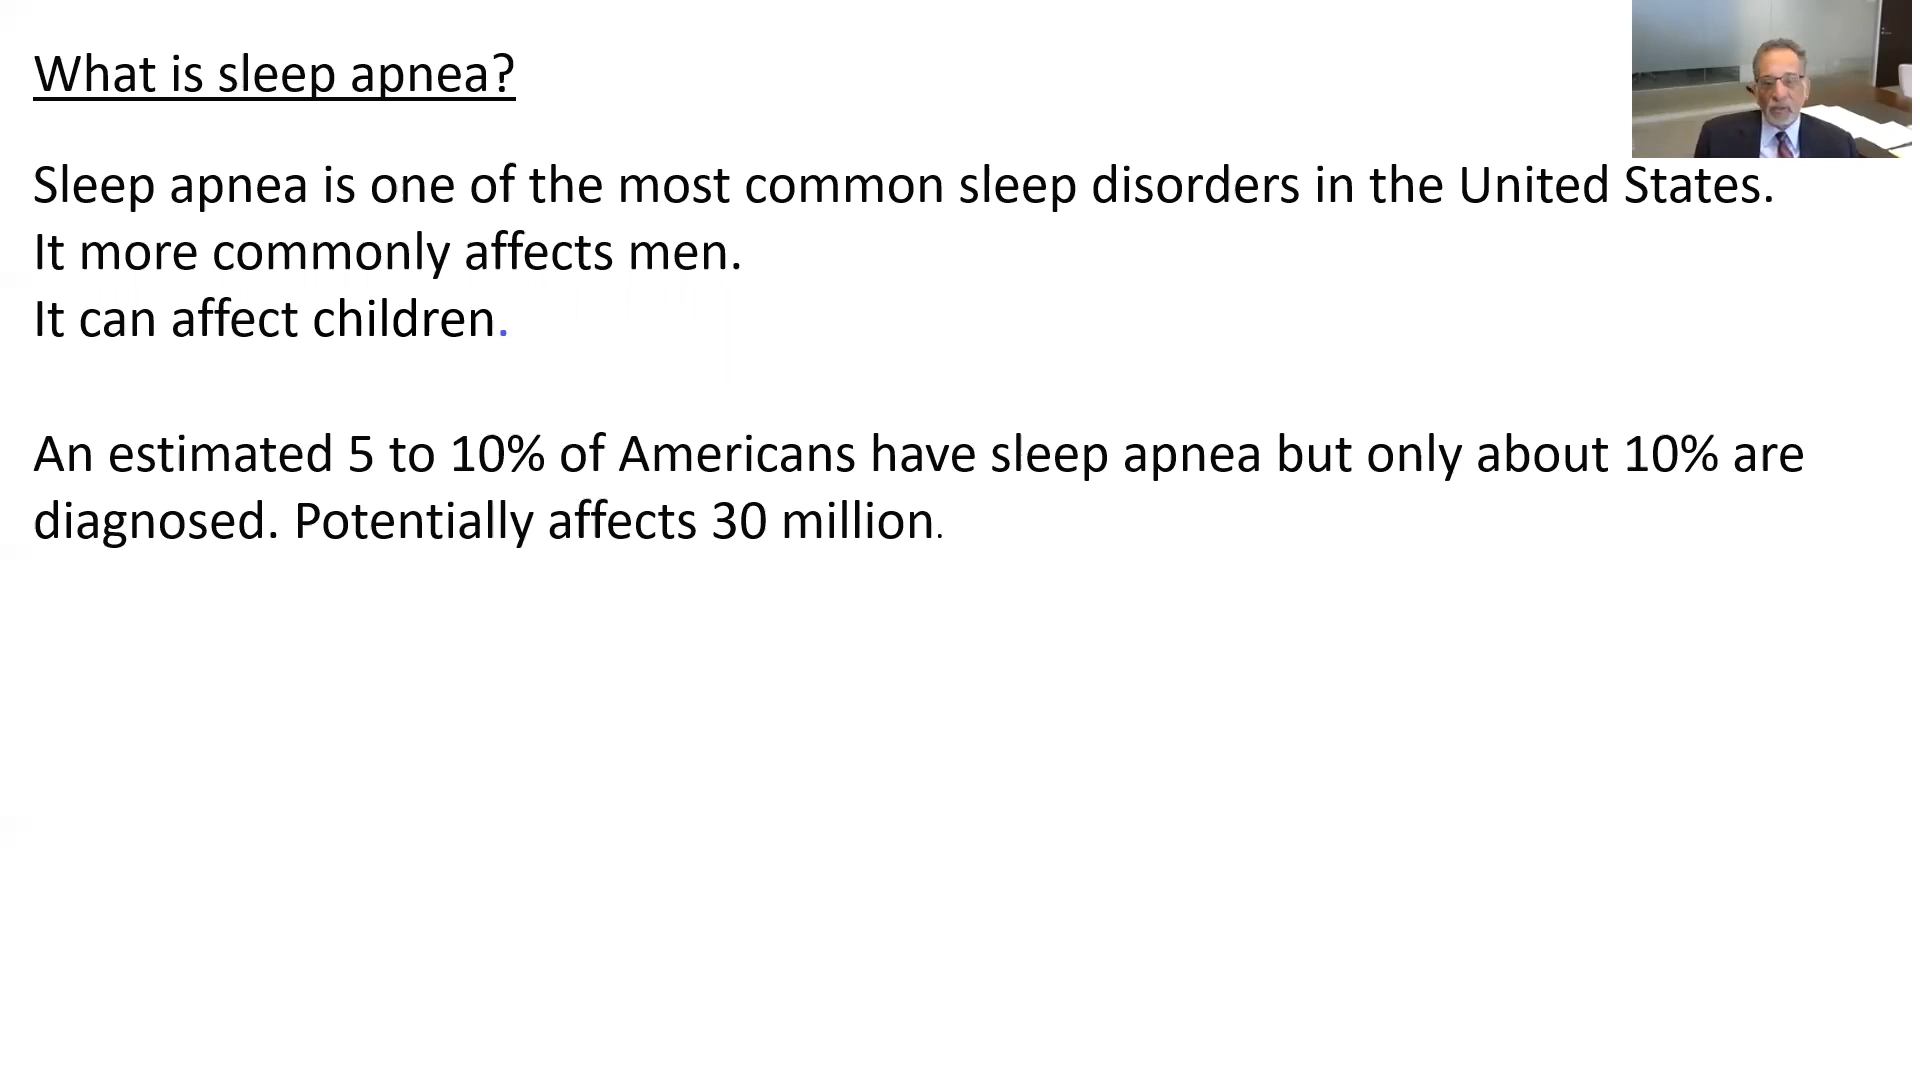 What is sleep apnea?
Sleep apnea is one of the most common sleep disorders in the United States.
It more commonly affects men.
It can affect children.
An estimated 5 to 10% of Americans have sleep apnea but only about 10% are
diagnosed. Potentially affects 30 million.